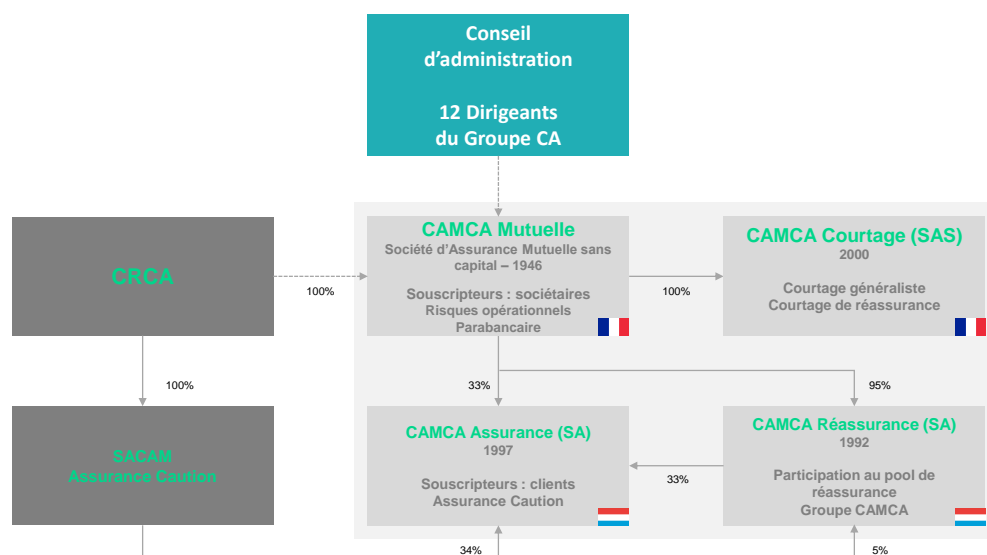 Conseil
d’administration
12 Dirigeants
du Groupe CA
CRCA
100%
CAMCA Mutuelle
Société d’Assurance Mutuelle sans
capital – 1946
Souscripteurs : sociétaires
Risques opérationnels
Parabancaire
100%
CAMCA Courtage (SAS)
2000
Courtage généraliste
Courtage de réassurance
100%
33%
95%
SACAM
Assurance Caution
CAMCA Assurance (SA)
1997
Souscripteurs : clients
Assurance Caution
33%
CAMCA Réassurance (SA)
1992
Participation au pool de
réassurance
Groupe CAMCA
34%
5%